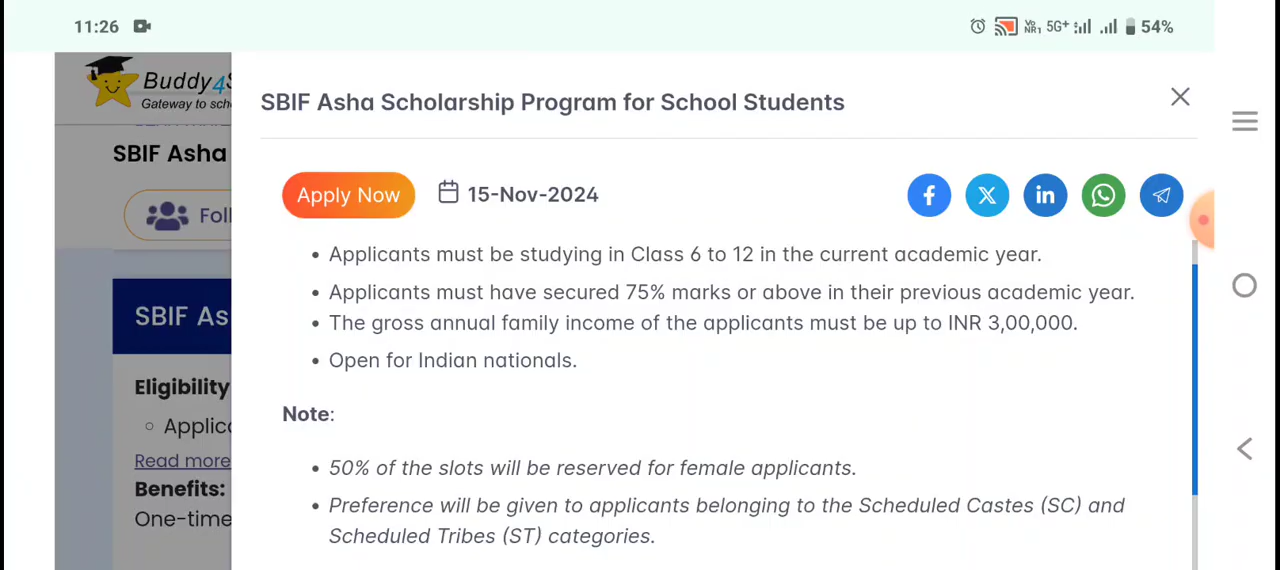 11:26
Vo
NR1 5G+ 54%
Buddy4S
Gateway to sch
SBIF Asha Scholarship Program for School Students
SBIF Asha
Apply Now 15-Nov-2024
f X in
Foll
• Applicants must be studying in Class 6 to 12 in the current academic year.
• Applicants must have secured 75% marks or above in their previous academic year.
• The gross annual family income of the applicants must be up to INR 3,00,000.
• Open for Indian nationals.
SBIF As
Eligibility
Applic
Read more
Benefits:
One-time
Note:
• 50% of the slots will be reserved for female applicants.
• Preference will be given to applicants belonging to the Scheduled Castes (SC) and
Scheduled Tribes (ST) categories.